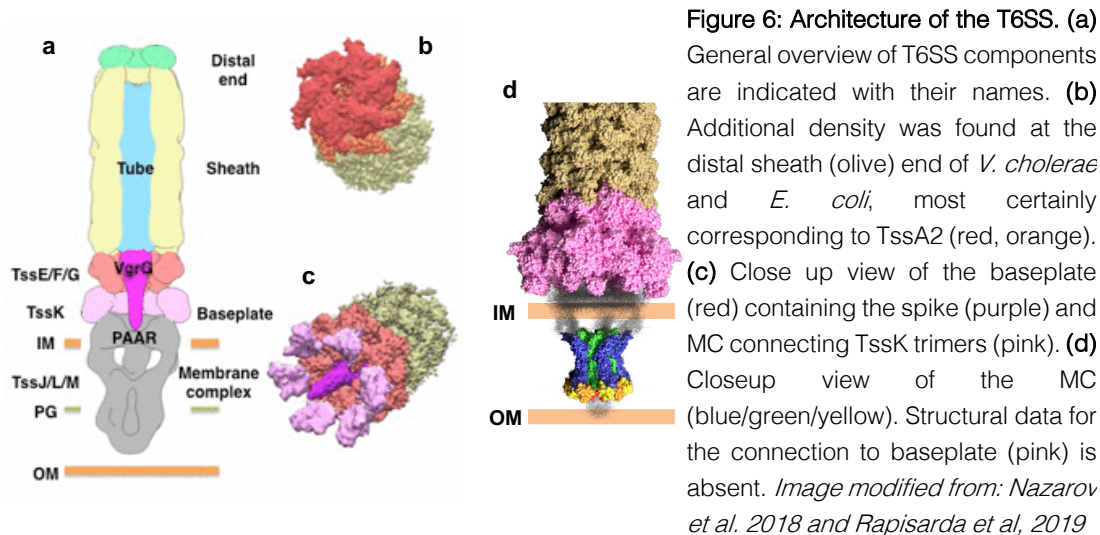 a
Distal
end
Tube
Sheath
VgrG
TssE/F/G
TssK
Baseplate
PAAR
IM
TssJ/L/M
Membrane
complex
PG
OM
b
c
d
IM
OM
Figure 6: Architecture of the T6SS. (a)
General overview of T6SS components
are indicated with their names. (b)
Additional density was found at the
distal sheath (olive) end of V. cholerae
and E. coli, most certainly
corresponding to TssA2 (red, orange).
(c) Close up view of the baseplate
(red) containing the spike (purple) and
MC connecting TssK trimers (pink). (d)
Closeup view of the MC
(blue/green/yellow). Structural data for
the connection to baseplate (pink) is
absent. Image modified from: Nazarov
et al. 2018 and Rapisarda et al, 2019